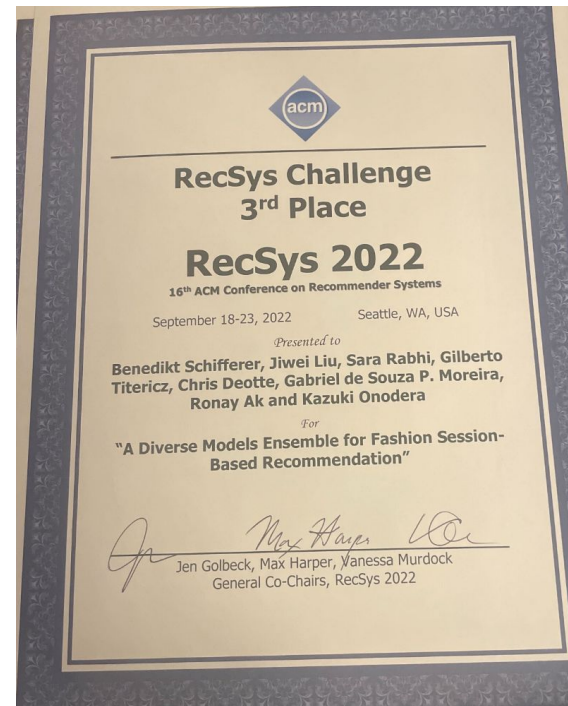 acm
RecSys Challenge
3rd Place
RecSys 2022
16th ACM Conference on Recommender Systems
September 18-23, 2022 Seattle, WA, USA
Presented to
Benedikt Schifferer, Jiwei Liu, Sara Rabhi, Gilberto
Titericz, Chris Deotte, Gabriel de Souza P. Moreira,
Ronay Ak and Kazuki Onodera
For
"A Diverse Models Ensemble for Fashion Session-
Based Recommendation"
Max Harper
Jen Golbeck, Max Harper, Vanessa Murdock
General Co-Chairs, RecSys 2022